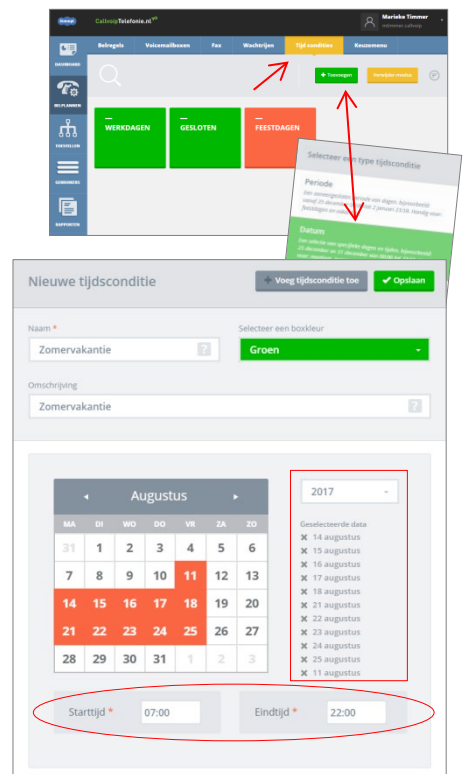 CallvoipTelefonie.nl
Marieke Timmer
Belregels Voicemailboxen Fax Wachtrijen Tijdcondities Keuzemenu
DASHBOARD
Toevoegen
Verwijder-modus
BELPLANNEN
WERKDAGEN
GESLOTEN
FEESTDAGEN
TOESTELLEN
GEBRUIKERS
RAPPORTEN
Selecteer een type tijdsconditie
Periode
Datum
Nieuwe tijdsconditie
+ Voeg tijdsconditie toe
✔ Opslaan
Naam *
Selecteer een boxkleur
Zomervakantie ?
Groen
Omschrijving
Zomervakantie ?
Augustus
2017
MA DI WO DO VR ZA ZO
31 1 2 3 4 5 6
7 8 9 10 11 12 13
14 15 16 17 18 19 20
21 22 23 24 25 26 27
28 29 30 31 1 2 3
Geselecteerde data
✖ 14 augustus
✖ 15 augustus
✖ 16 augustus
✖ 17 augustus
✖ 18 augustus
✖ 21 augustus
✖ 22 augustus
✖ 23 augustus
✖ 24 augustus
✖ 25 augustus
✖ 11 augustus
Starttijd * 07:00
Eindtijd * 22:00